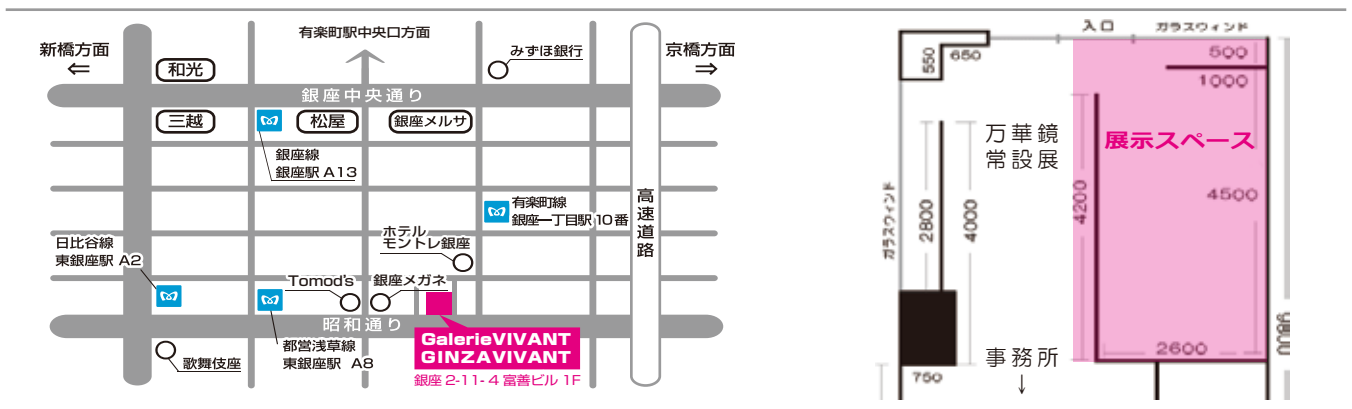 有楽町駅中央口方面
新橋方面
⇐
みずほ銀行
京橋方面
⇒
和光
銀座中央通り
三越
松屋
銀座メルサ
銀座線
銀座駅 A13
高速道路
有楽町線
銀座一丁目駅 10番
ホテル
モントレ銀座
日比谷線
東銀座駅 A2
Tomod's
銀座メガネ
昭和通り
GalerieVIVANT
GINZAVIVANT
銀座 2-11-4 富善ビル 1F
都営浅草線
東銀座駅 A8
歌舞伎座
入口
ガラスウィンド
550
650
500
1000
万華鏡
常設展
展示スペース
ガラスウィンド
2800
4000
4200
4500
2600
750
事務所
↓